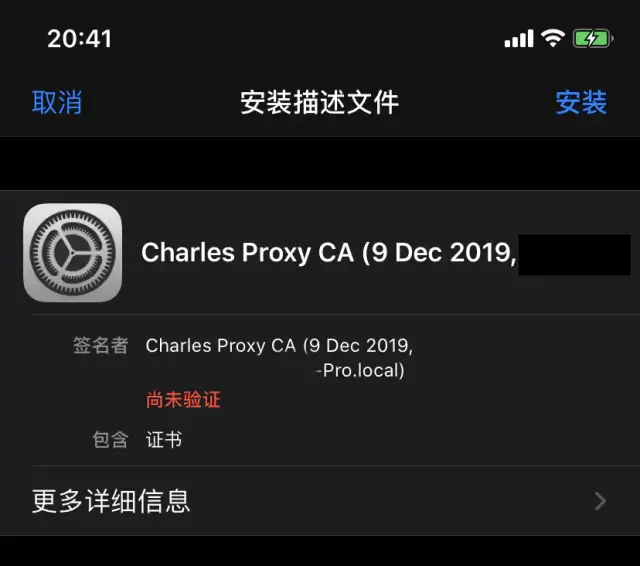 20:41
取消 安装描述文件 安装
Charles Proxy CA (9 Dec 2019,
签名者 Charles Proxy CA (9 Dec 2019,
-Pro.local)
尚未验证
包含 证书
更多详细信息